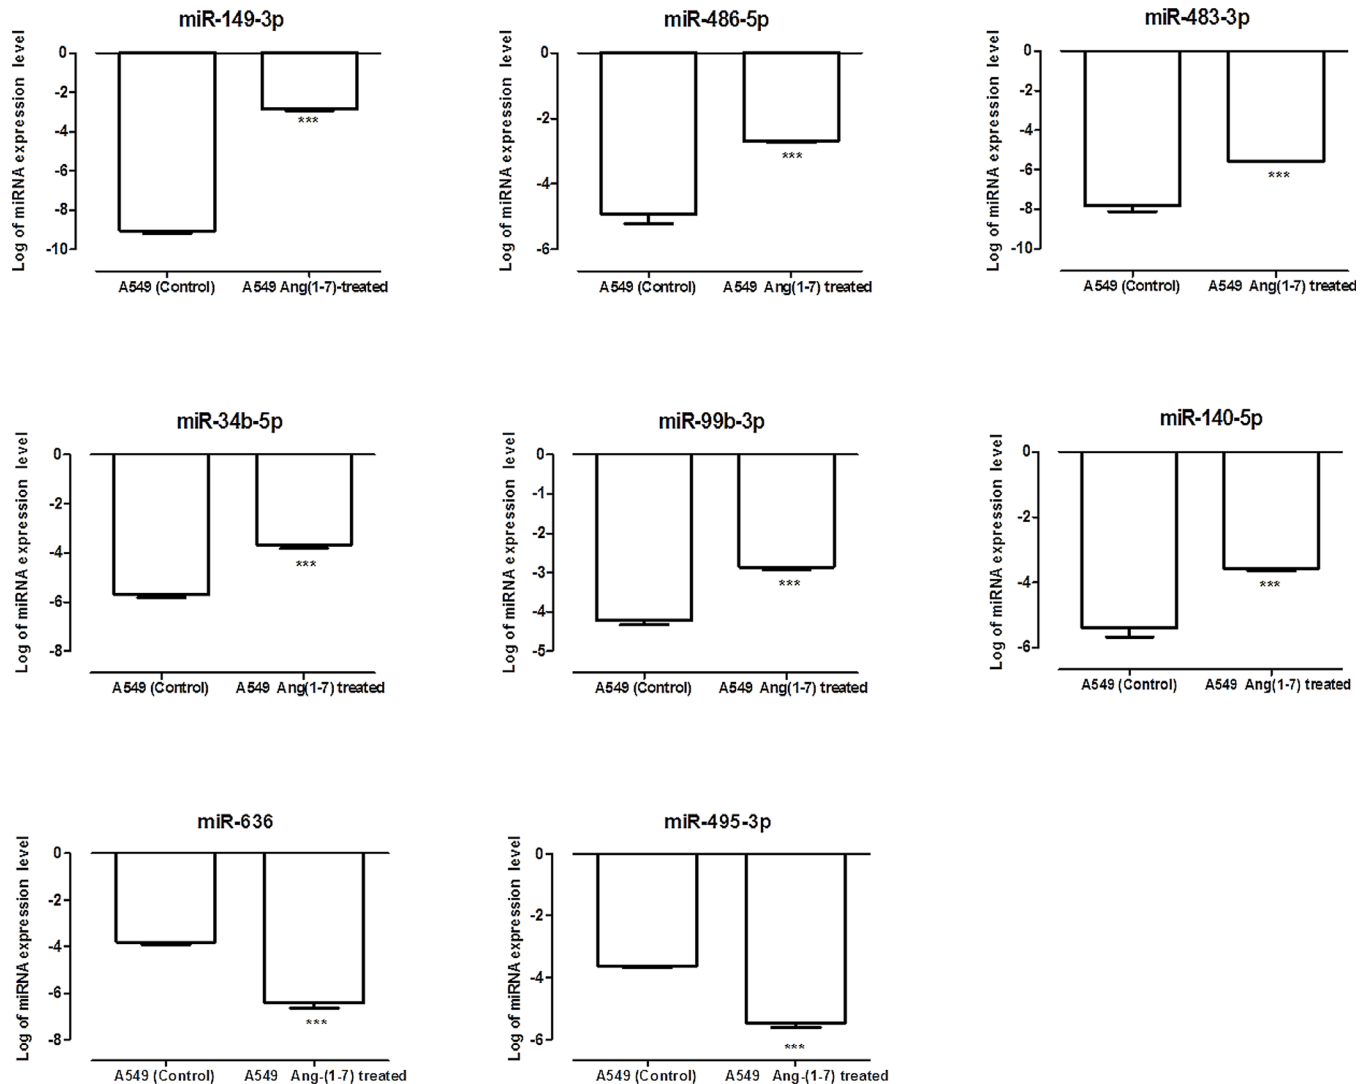 miR-149-3p
Log of miRNA expression level
0
-2
-4
-6
-8
-10
***
A549 (Control)
A549 Ang(1-7)-treated
miR-486-5p
Log of miRNA expression level
0
-2
-4
-6
***
A549 (Control)
A549 Ang(1-7) treated
miR-483-3p
Log of miRNA expression level
0
-2
-4
-6
-8
-10
***
A549 (Control)
A549 Ang(1-7) treated
miR-34b-5p
Log of miRNA expression level
0
-2
-4
-6
-8
***
A549 (Control)
A549 Ang(1-7) treated
miR-99b-3p
Log of miRNA expression level
0
-1
-2
-3
-4
-5
***
A549 (Control)
A549 Ang(1-7) treated
miR-140-5p
Log of miRNA expression level
0
-2
-4
-6
***
A549 (Control)
A549 Ang(1-7) treated
miR-636
Log of miRNA expression level
0
-2
-4
-6
-8
***
A549 (Control)
A549 Ang-(1-7) treated
miR-495-3p
Log of miRNA expression level
0
-2
-4
-6
***
A549 (Control)
A549 Ang-(1-7) treated